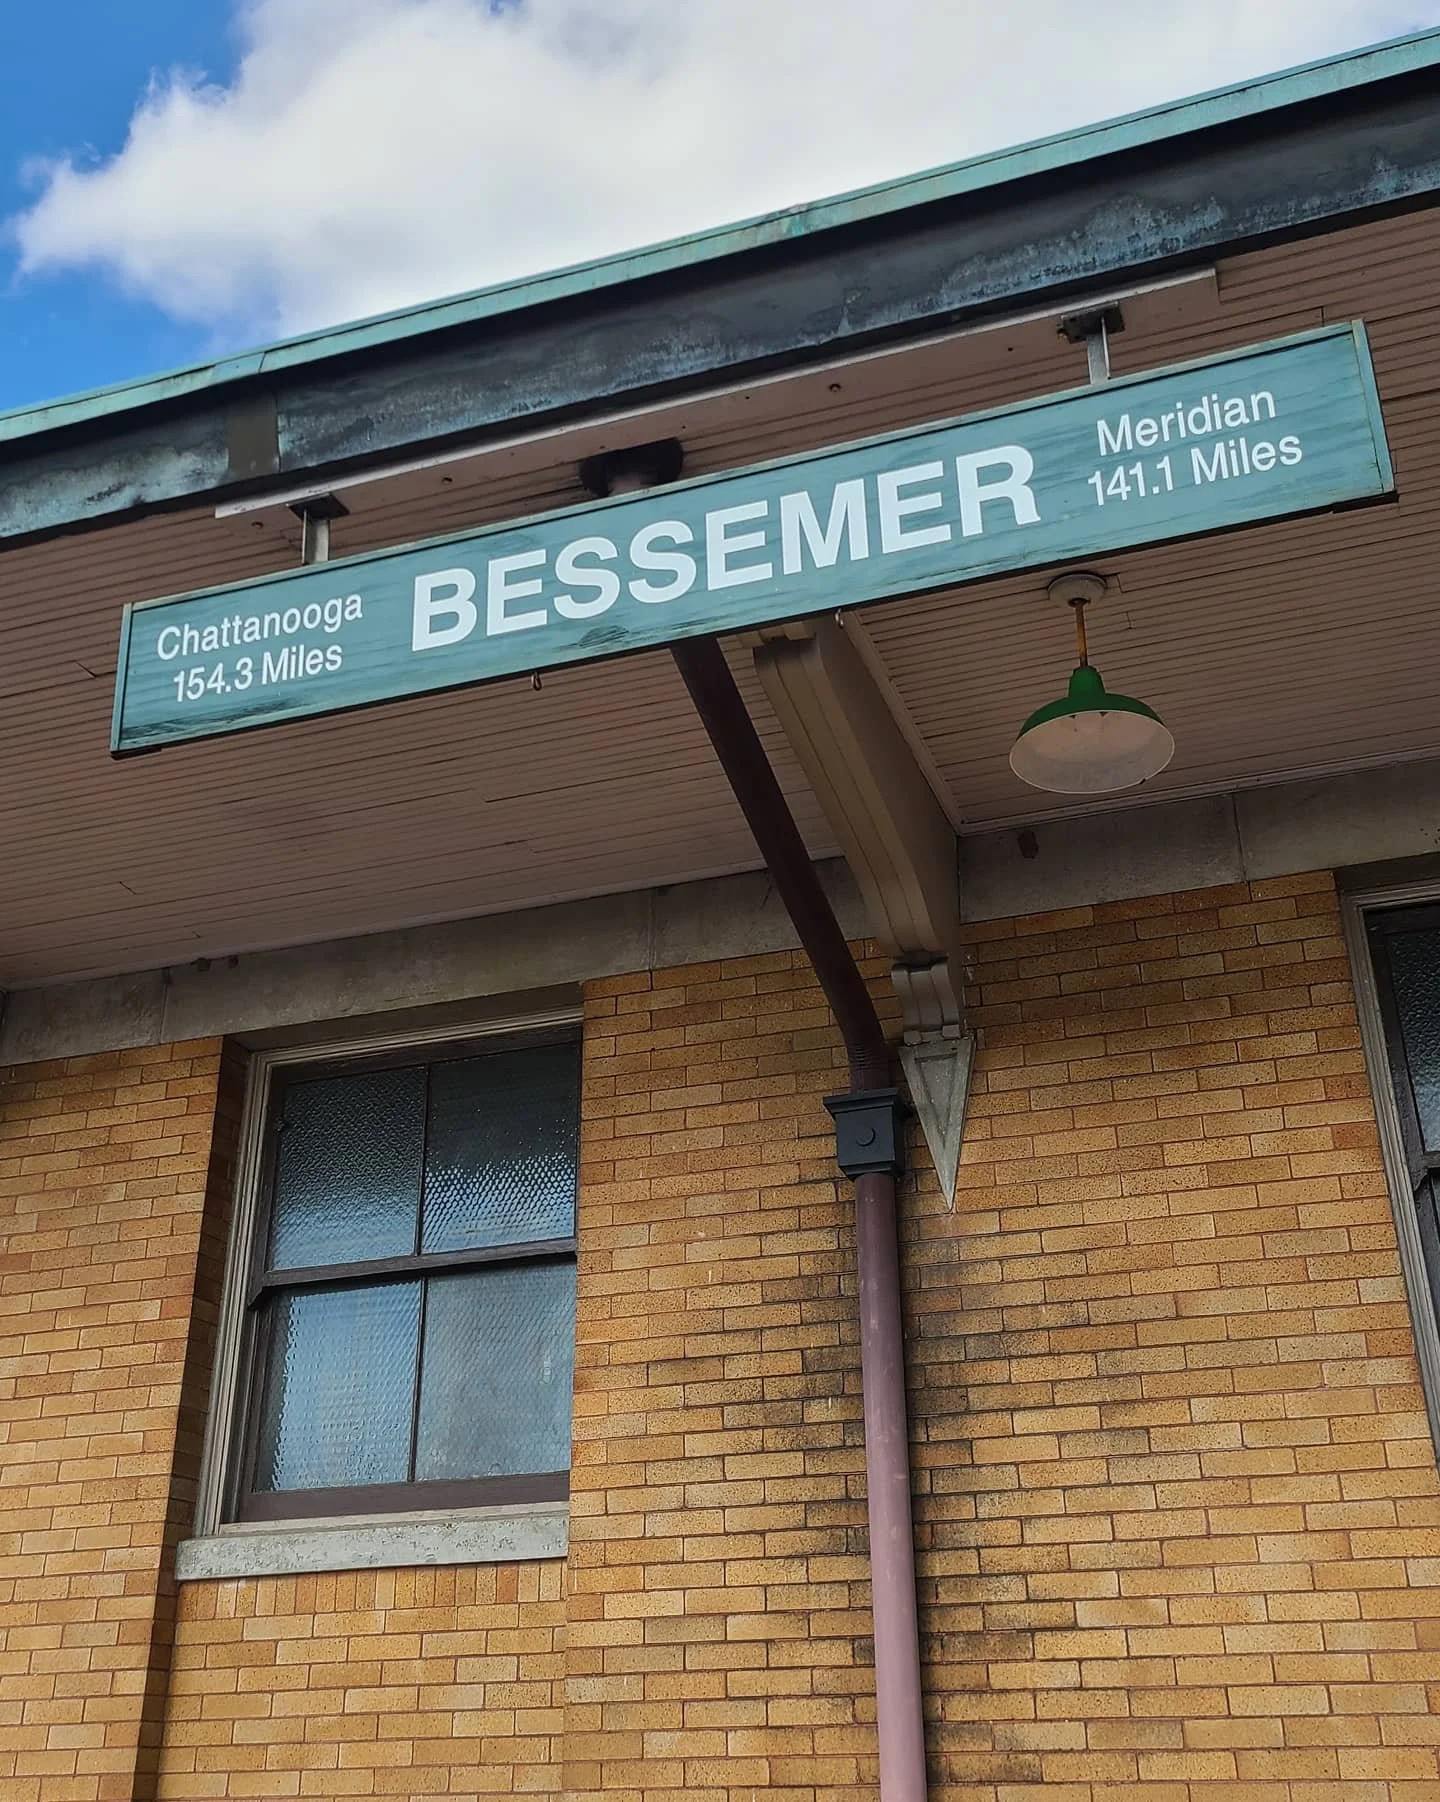 Chattanooga
154.3 Miles
BESSEMER
Meridian
141.1 Miles